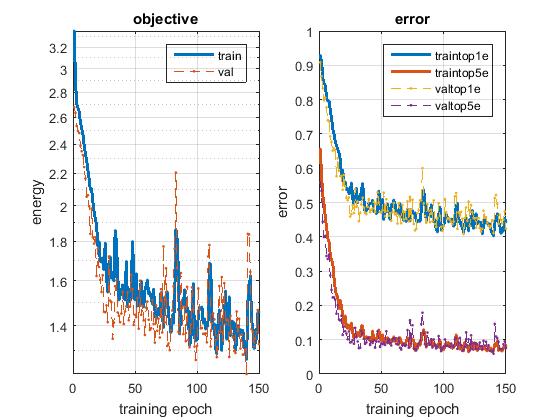 objective
energy
3.2
3
2.8
2.6
2.4
2.2
2
1.8
1.6
1.4
0
50
100
150
training epoch
train
val
error
error
1
0.9
0.8
0.7
0.6
0.5
0.4
0.3
0.2
0.1
0
0
50
100
150
training epoch
traintop1e
traintop5e
valtop1e
valtop5e